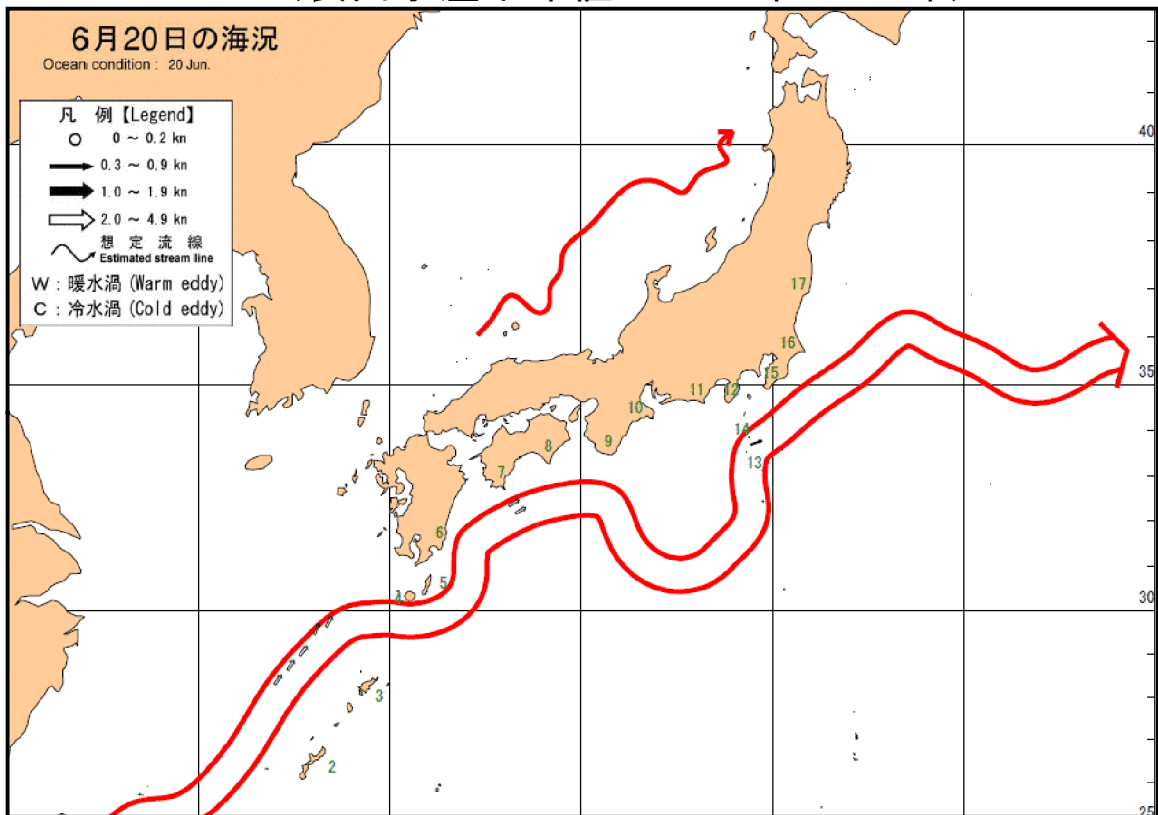 6月20日の海況
Ocean condition : 20 Jun.
凡 例【Legend】
0 ～ 0.2 kn
0.3 ～ 0.9 kn
1.0 ～ 1.9 kn
2.0 ～ 4.9 kn
想 定 流 線
Estimated stream line
W : 暖水渦 (Warm eddy)
C : 冷水渦 (Cold eddy)
40
17
16
35
15
12
11
10
14
9
8
13
7
6
5
4
30
3
2
25